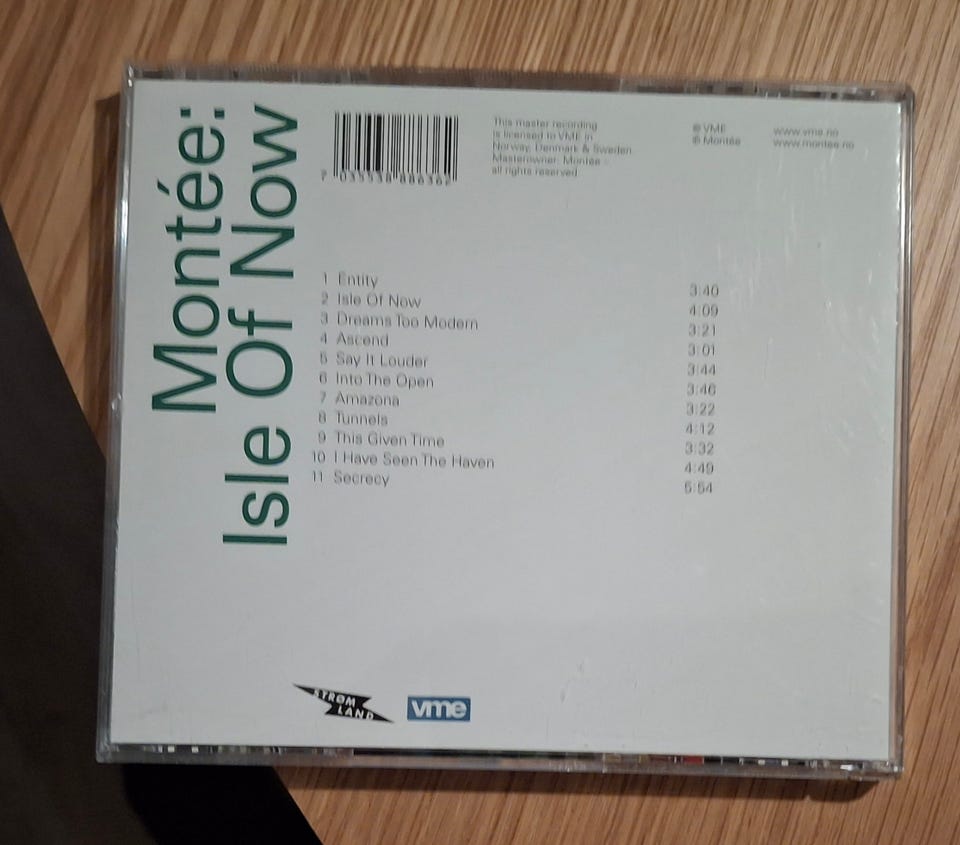 Montée:
Isle Of Now
This master recording
is licensed to VME in
Norway, Denmark & Sweden.
Masterowner: Montée -
all rights reserved
© VME
℗ Montée
www.vme.no
www.montee.no
1 Entity 3:40
2 Isle Of Now 4:09
3 Dreams Too Modern 3:21
4 Ascend 3:01
5 Say It Louder 3:44
6 Into The Open 3:46
7 Amazona 3:22
8 Tunnels 4:12
9 This Given Time 3:32
10 I Have Seen The Haven 4:49
11 Secrecy 5:54
STRØM
LAND
vme